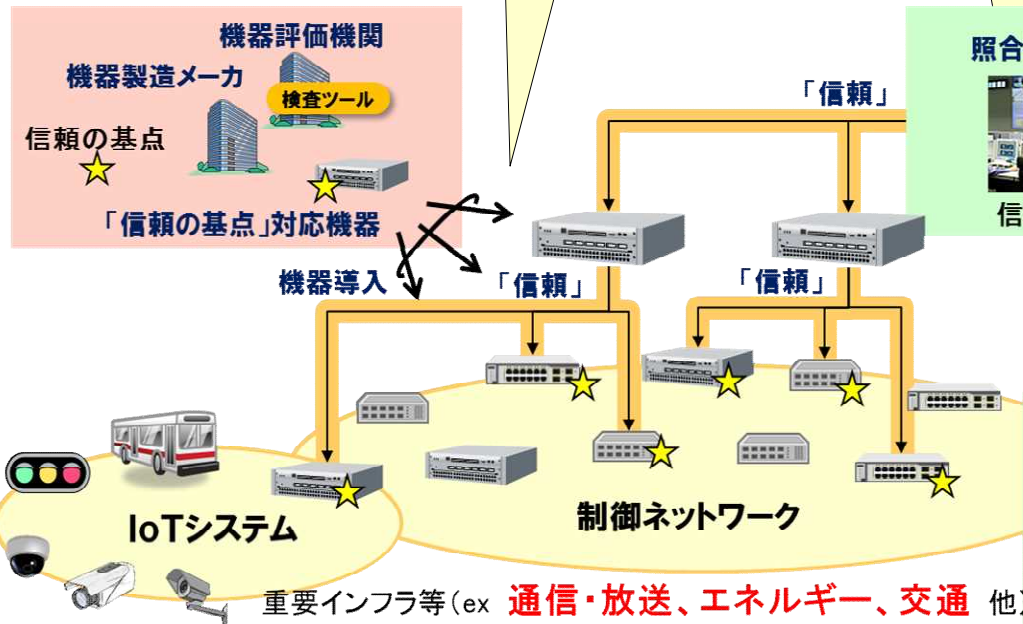 機器評価機関
機器製造メーカ
検査ツール
信頼の基点
「信頼の基点」対応機器
照合
信
「信頼」
機器導入
「信頼」
「信頼」
IoTシステム
制御ネットワーク
重要インフラ等(ex 通信・放送、エネルギー、交通 他)